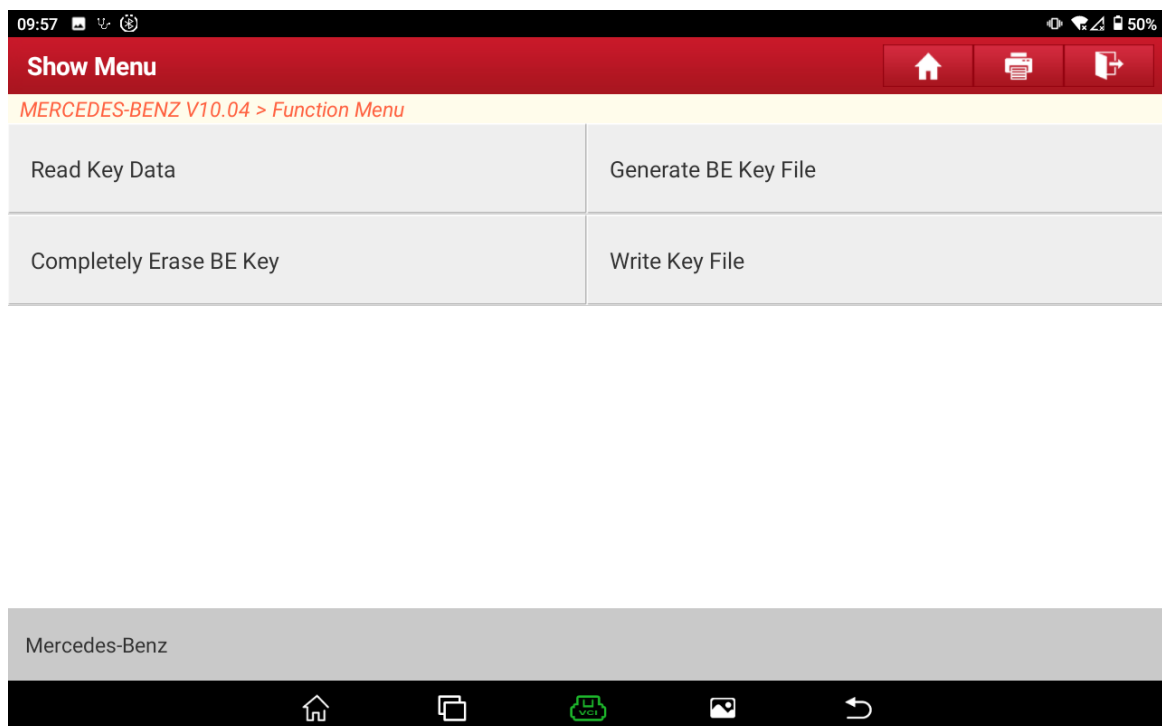 09:57 50%
Show Menu
MERCEDES-BENZ V10.04 > Function Menu
Read Key Data Generate BE Key File
Completely Erase BE Key Write Key File
Mercedes-Benz
VCI